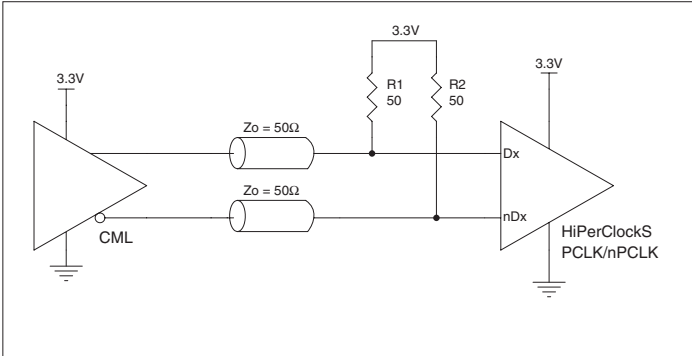 3.3V
3.3V
3.3V
R1
50
R2
50
Zo = 50Ω
Dx
Zo = 50Ω
nDx
CML
HiPerClockS
PCLK/nPCLK